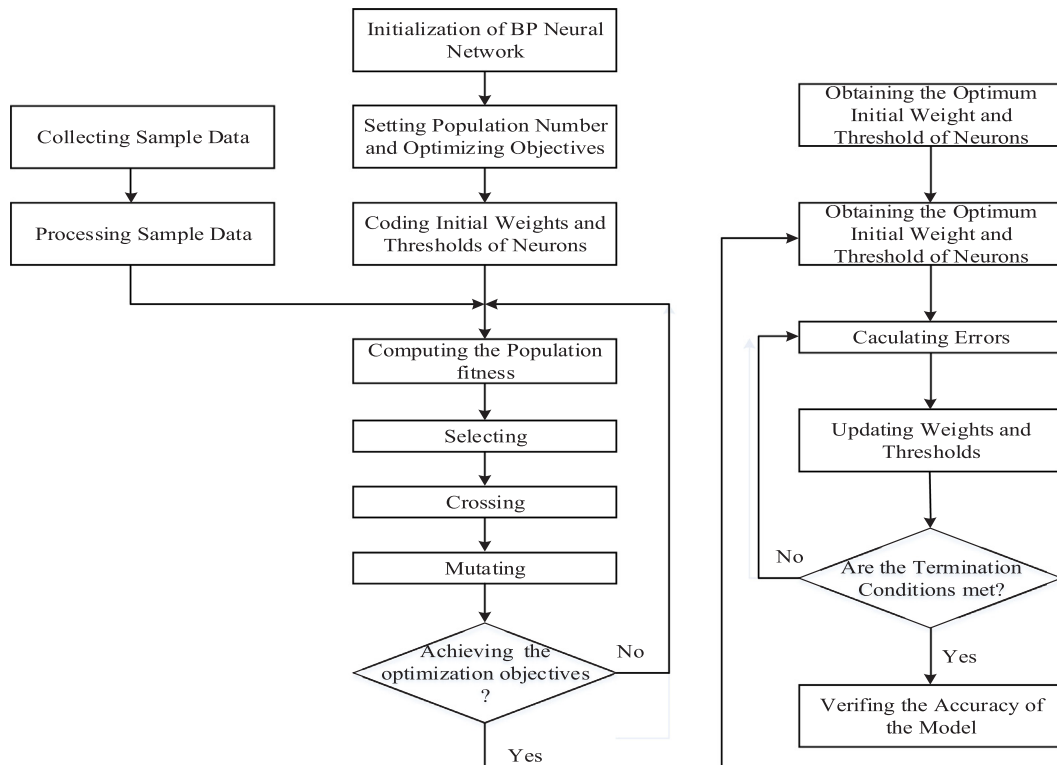 Initialization of BP Neural
Network
Setting Population Number
and Optimizing Objectives
Coding Initial Weights and
Thresholds of Neurons
Collecting Sample Data
Processing Sample Data
Computing the Population
fitness
Selecting
Crossing
Mutating
Achieving the
optimization objectives
?
No
Yes
Obtaining the Optimum
Initial Weight and
Threshold of Neurons
Obtaining the Optimum
Initial Weight and
Threshold of Neurons
Caculating Errors
Updating Weights and
Thresholds
Are the Termination
Conditions met?
No
Yes
Verifing the Accuracy of
the Model